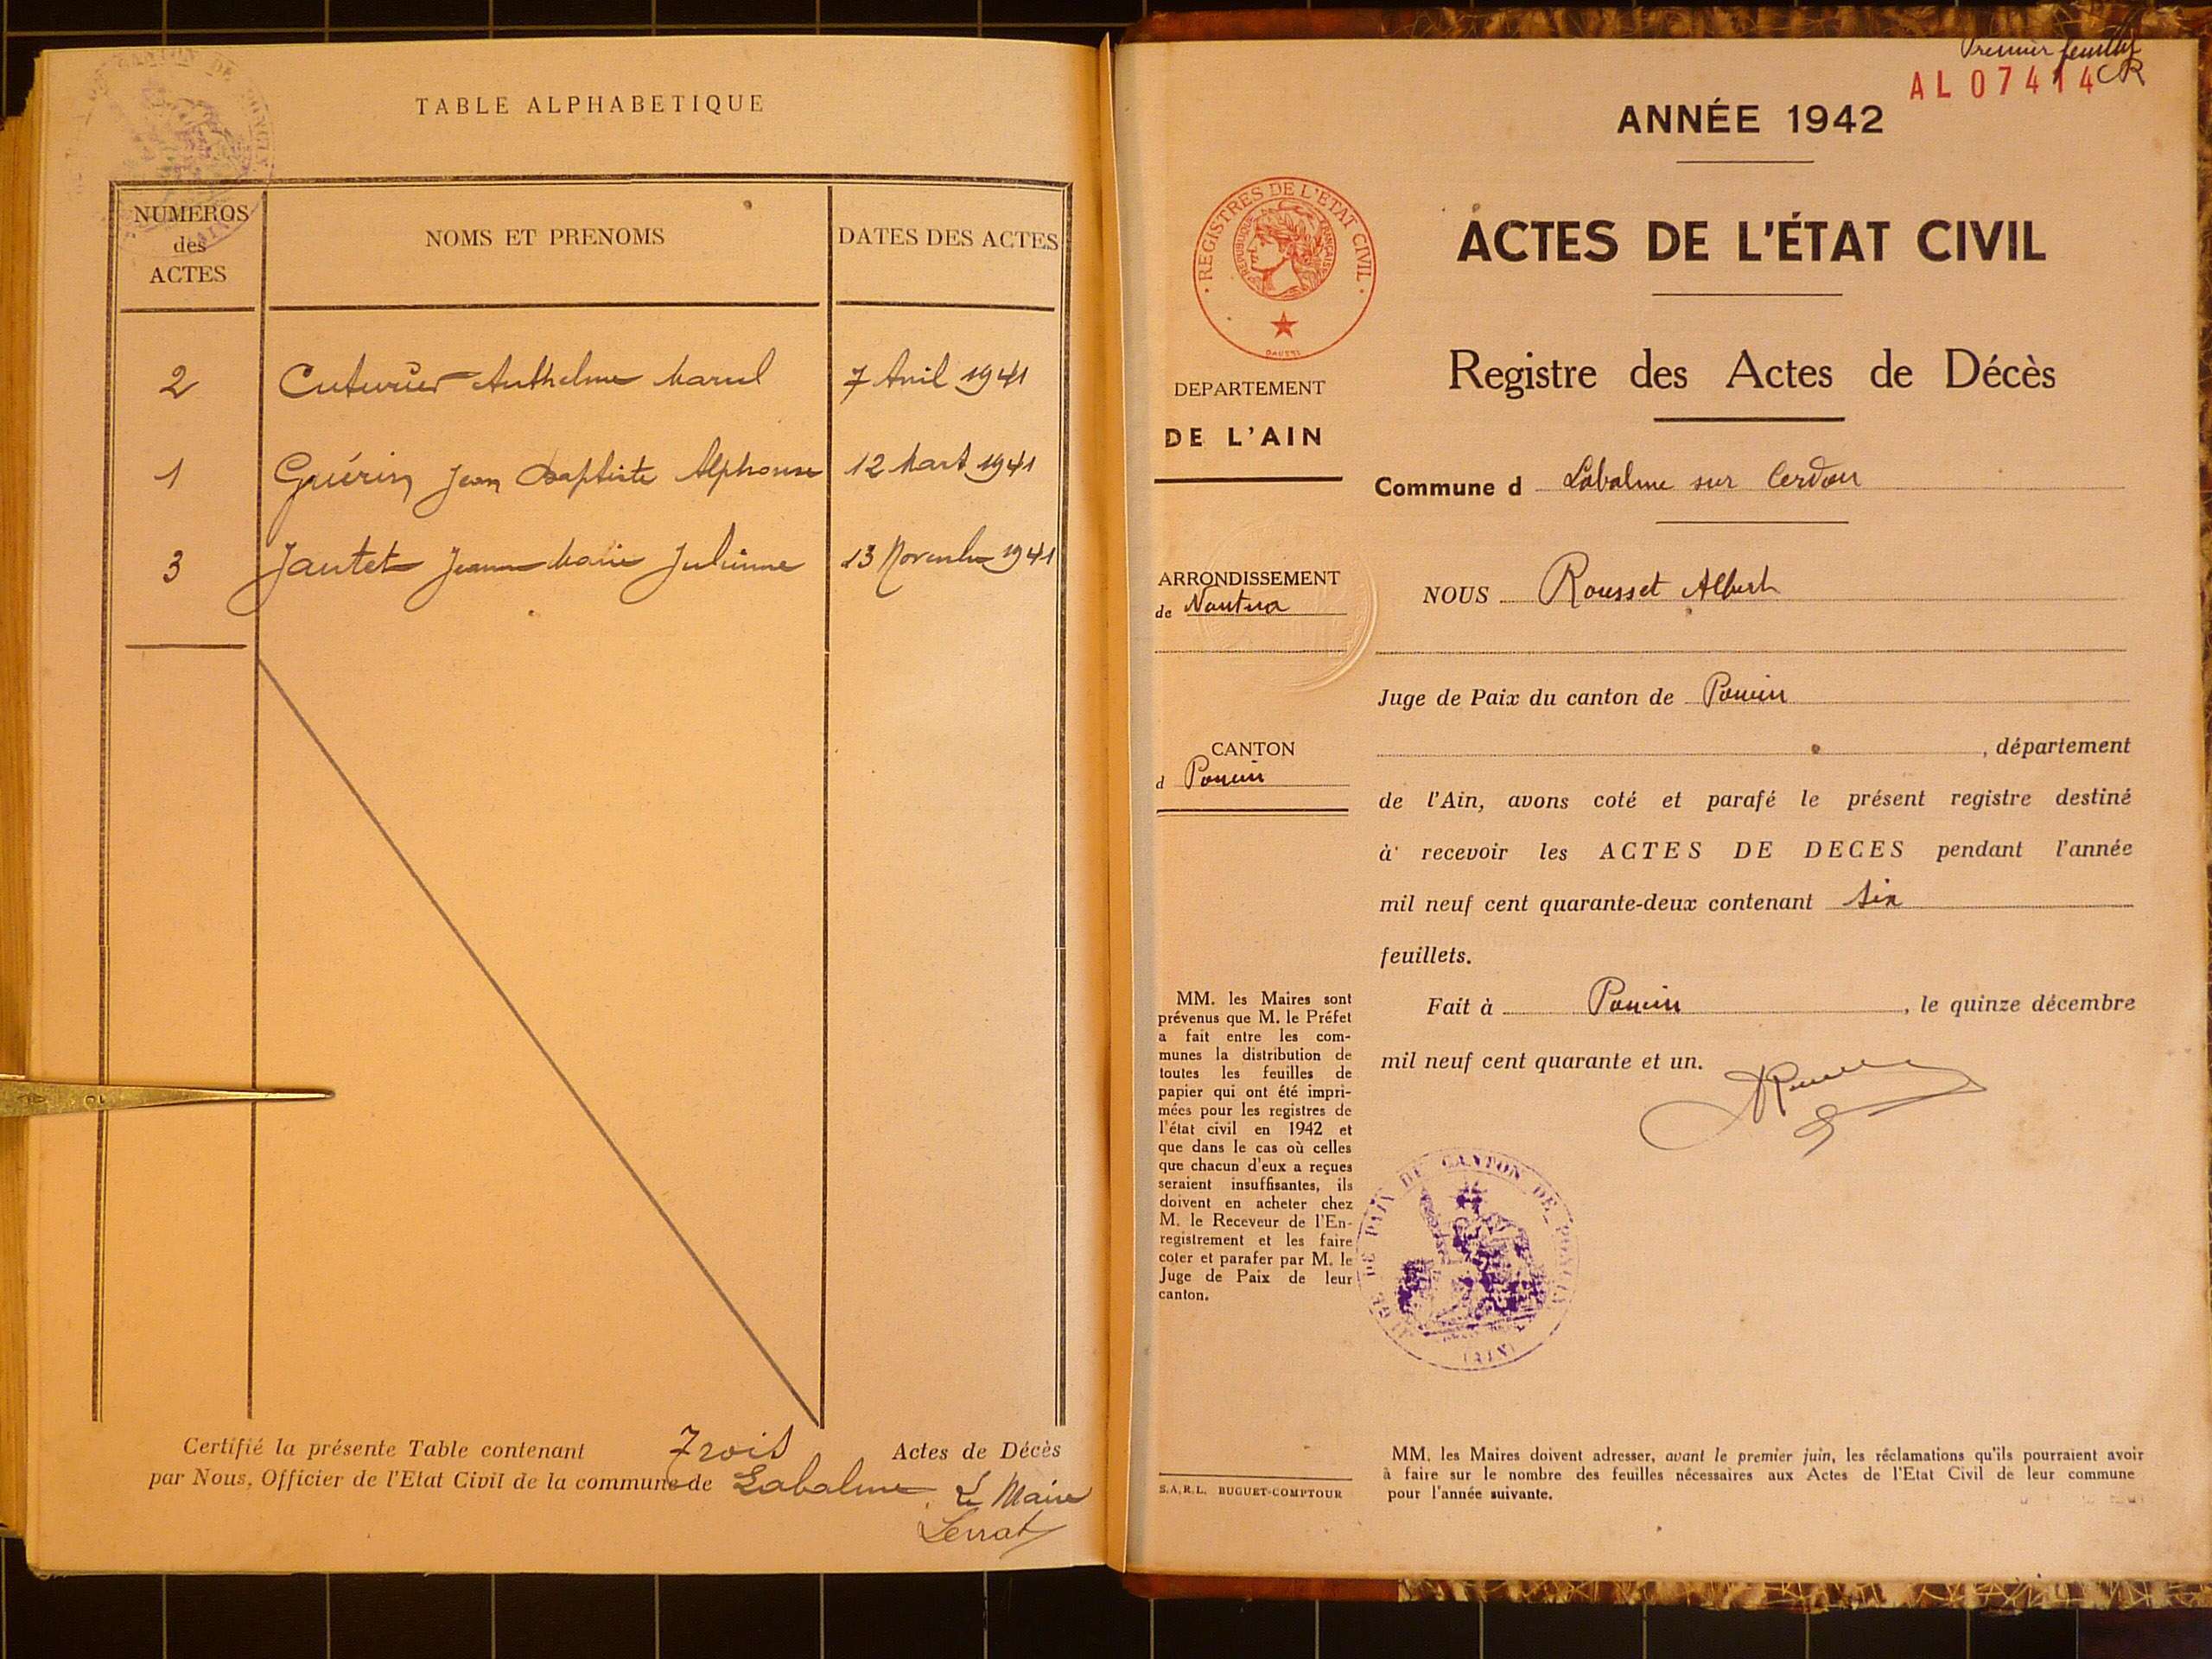 TABLE ALPHABETIQUE
NUMEROS
des
ACTES
NOMS ET PRENOMS
DATES DES ACTES
2 Cuturier Anthelme Marcel 7 Avril 1941
1 Guérin Jean Baptiste Alphonse 12 Mars 1941
3 Jautet Jeanne Marie Julienne 13 Novembre 1941
Certifié la présente Table contenant Trois Actes de Décès
par Nous, Officier de l'Etat Civil de la commune de Labalme. Le Maire
Premier feuillet
AL 07414 CR
ANNÉE 1942
ACTES DE L'ÉTAT CIVIL
Registre des Actes de Décès
REGISTRES DE L'ETAT CIVIL
REPUBLIQUE FRANCAISE
DEPARTEMENT
DE L'AIN
Commune d Labalme sur Cerdon
ARRONDISSEMENT
de Nantua
NOUS Rousset Albert
Juge de Paix du canton de Poncin
CANTON
d Poncin
, département
de l'Ain, avons coté et parafé le présent registre destiné
à recevoir les ACTES DE DECES pendant l'année
mil neuf cent quarante-deux contenant six
feuillets.
Fait à Poncin, le quinze décembre
mil neuf cent quarante et un.
MM. les Maires sont
prévenus que M. le Préfet
a fait entre les com-
munes la distribution de
toutes les feuilles de
papier qui ont été impri-
mées pour les registres de
l'état civil en 1942 et
que dans le cas où celles
que chacun d'eux a reçues
seraient insuffisantes, ils
doivent en acheter chez
M. le Receveur de l'En-
registrement et les faire
coter et parafer par M. le
Juge de Paix de leur
canton.
JUGE DE PAIX DU CANTON DE PONCIN
(AIN)
S.A.R.L. BUGUET-COMPTOUR
MM. les Maires doivent adresser, avant le premier juin, les réclamations qu'ils pourraient avoir
à faire sur le nombre des feuilles nécessaires aux Actes de l'Etat Civil de leur commune
pour l'année suivante.